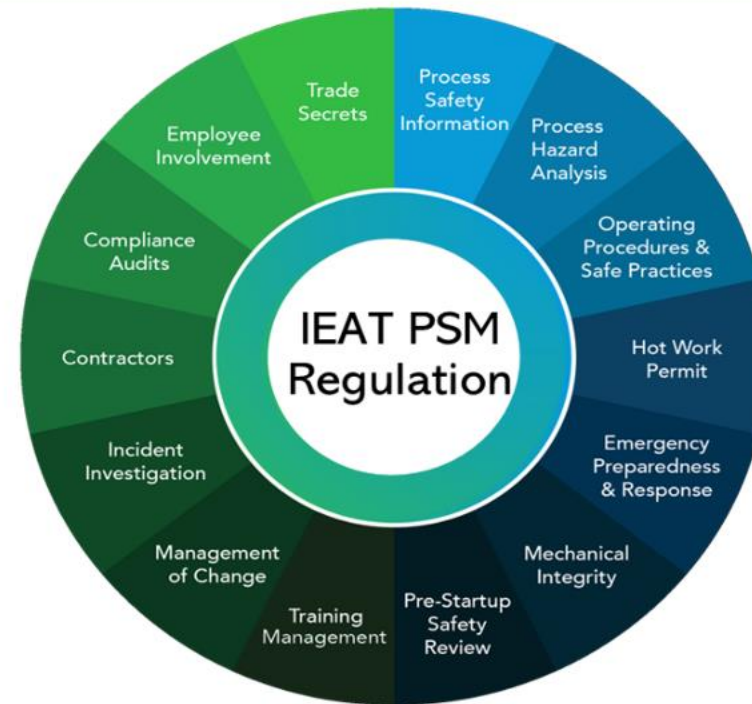 IEAT PSM
Regulation
Process
Safety
Information
Process
Hazard
Analysis
Operating
Procedures &
Safe Practices
Hot Work
Permit
Emergency
Preparedness
& Response
Mechanical
Integrity
Pre-Startup
Safety
Review
Training
Management
Management
of Change
Incident
Investigation
Contractors
Compliance
Audits
Employee
Involvement
Trade
Secrets